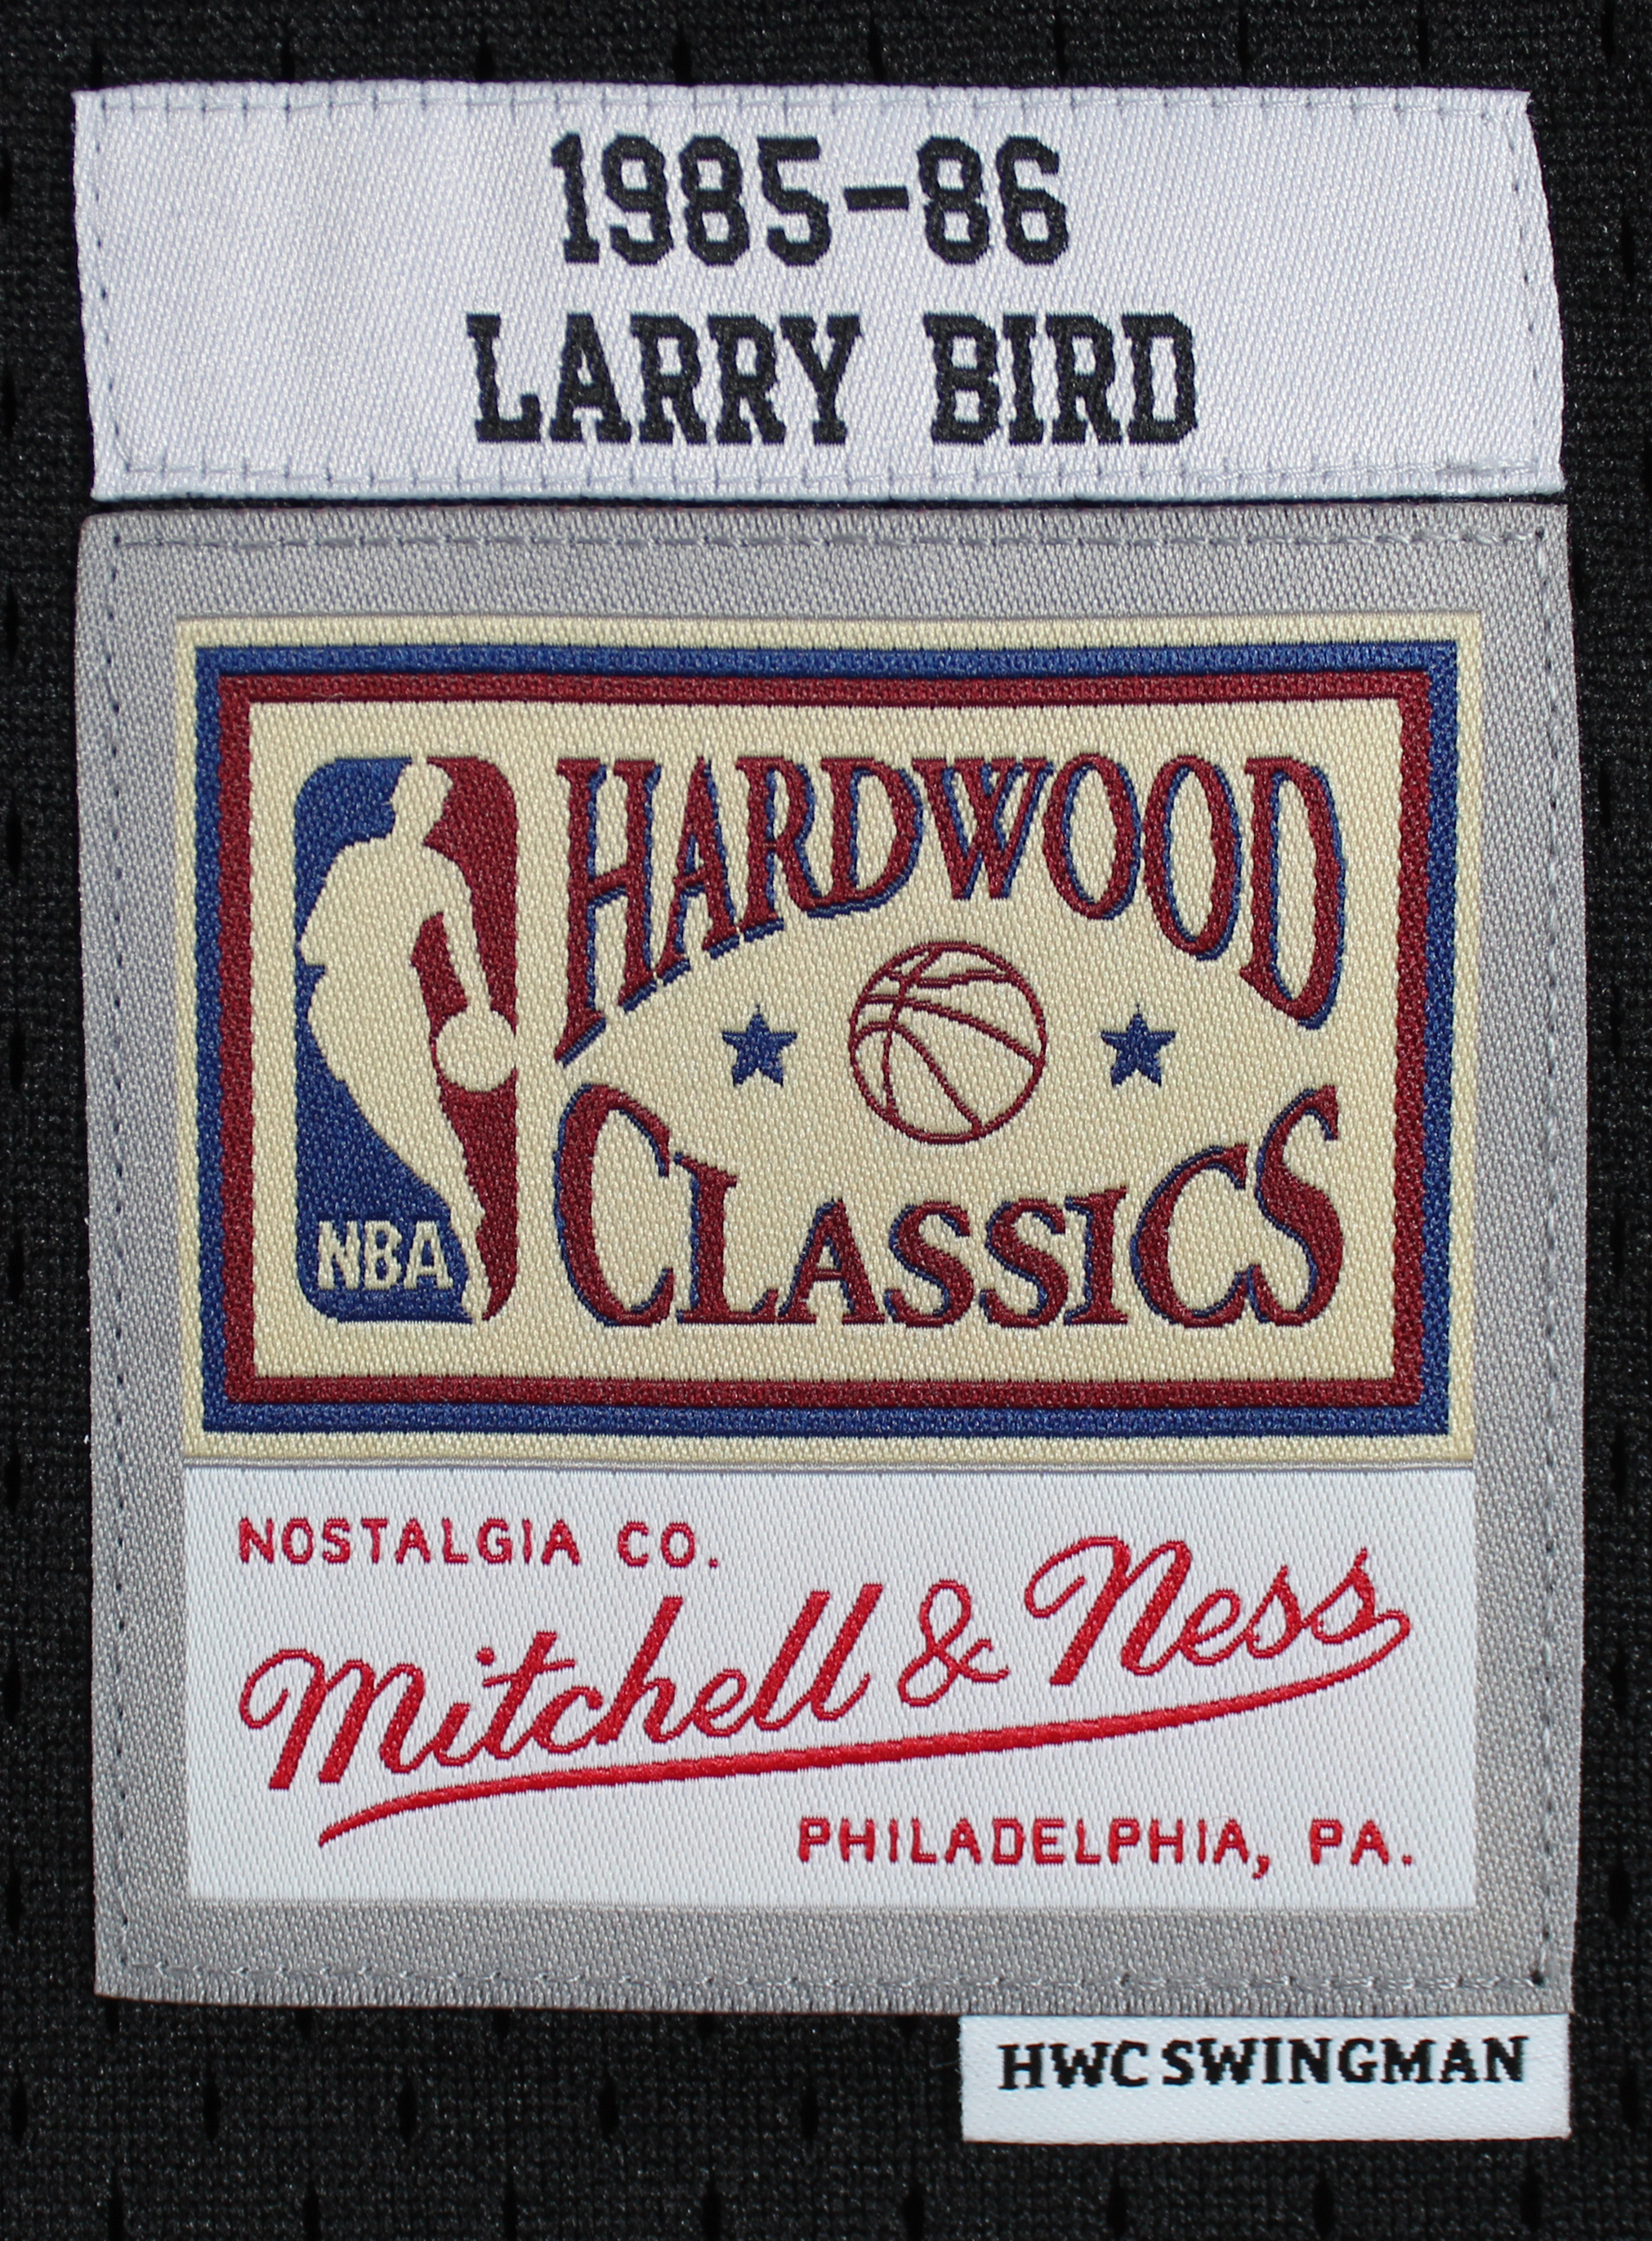 1985-86
LARRY BIRD
HARDWOOD
CLASSICS
NBA
NOSTALGIA CO.
Mitchell & Ness
PHILADELPHIA, PA.
HWC SWINGMAN